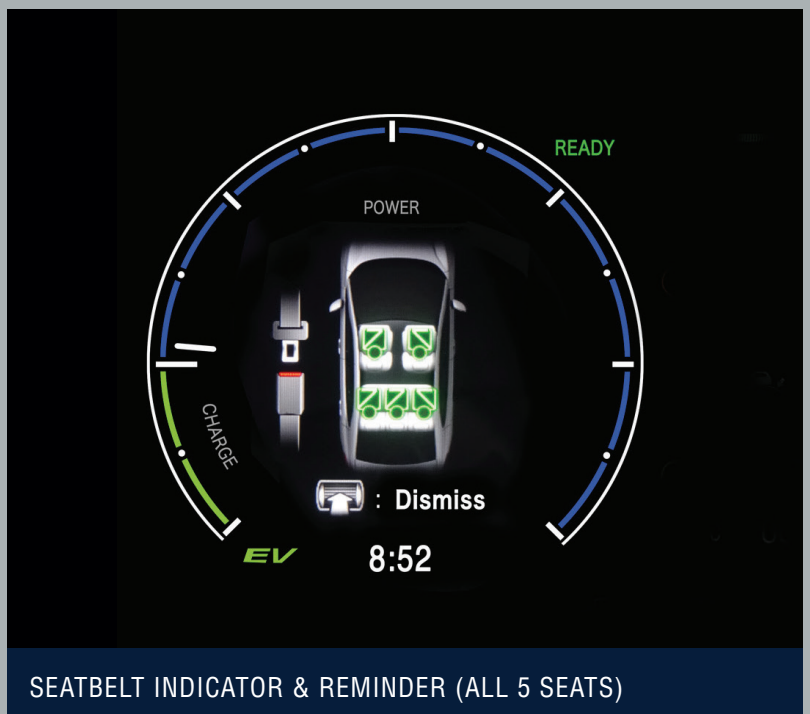 READY
POWER
CHARGE
: Dismiss
EV
8:52
SEATBELT INDICATOR & REMINDER (ALL 5 SEATS)